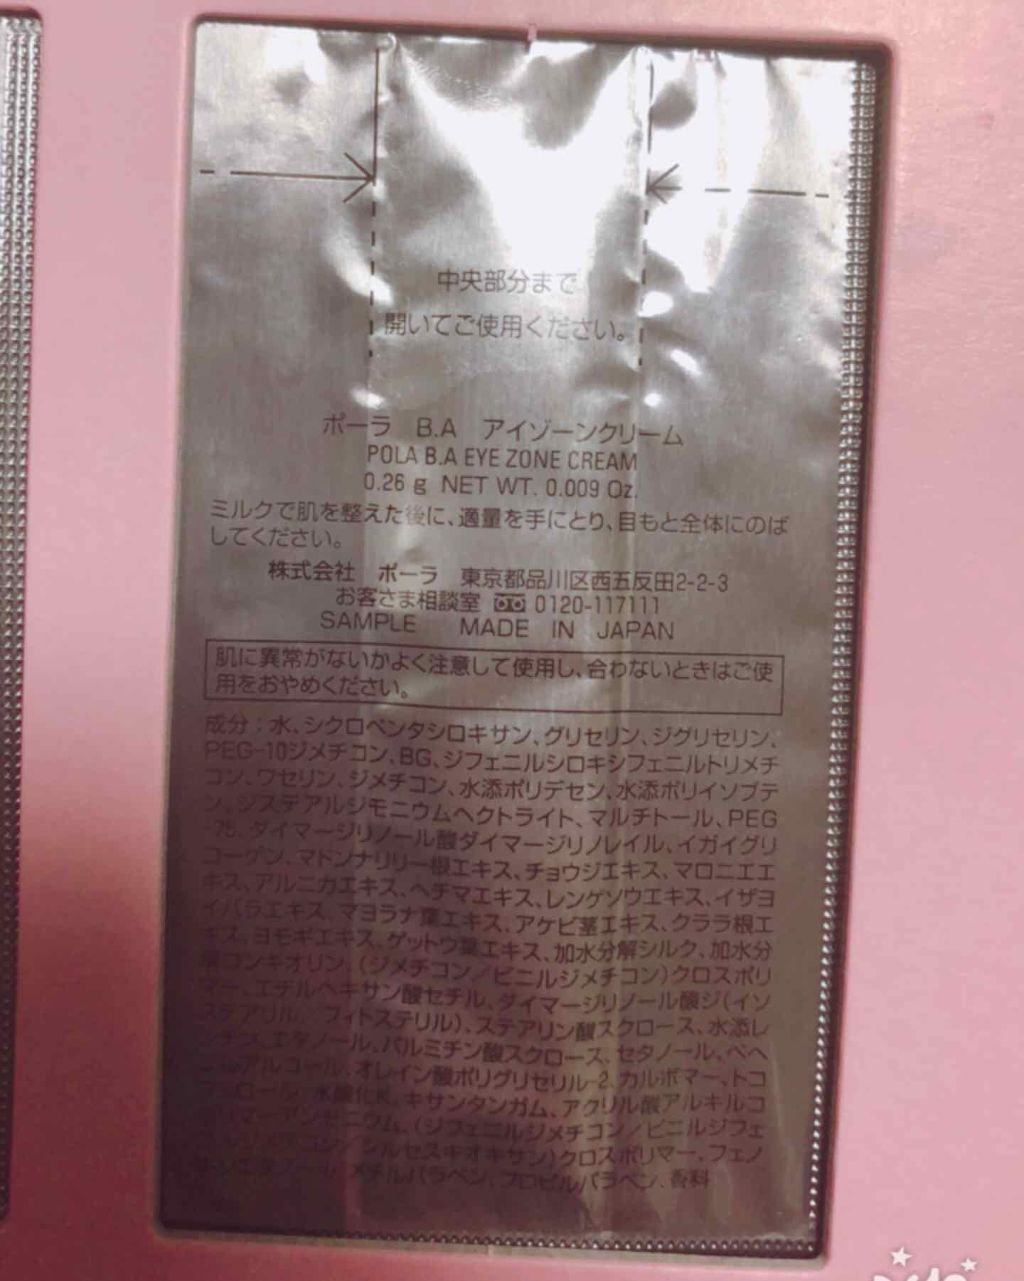 中央部分まで
開いてご使用ください。
ポーラ B.A アイゾーンクリーム
POLA B.A EYE ZONE CREAM
0.26 g NET WT. 0.009 Oz.
ミルクで肌を整えた後に、適量を手にとり、目もと全体にのば
してください。
株式会社 ポーラ 東京都品川区西五反田2-2-3
お客さま相談室 0120-117111
SAMPLE MADE IN JAPAN
肌に異常がないかよく注意して使用し、合わないときはご使
用をおやめください。
成分：水、シクロペンタシロキサン、グリセリン、ジグリセリン、
PEG-10ジメチコン、BG、ジフェニルシロキシフェニルトリメチ
コン、ワセリン、ジメチコン、水添ポリデセン、水添ポリイソブテ
ン、ジステアルジモニウムヘクトライト、マルチトール、PEG
-75、ダイマージリノール酸ダイマージリノレイル、イガイグリ
コーゲン、マドンナリリー根エキス、チョウジエキス、マロニエエ
キス、アルニカエキス、ヘチマエキス、レンゲソウエキス、イザヨ
イバラエキス、マヨラナ葉エキス、アケビ茎エキス、クララ根エ
キス、ヨモギエキス、ゲットウ葉エキス、加水分解シルク、加水分
解コンキオリン、(ジメチコン／ビニルジメチコン)クロスポリ
マー、エチルヘキサン酸セチル、ダイマージリノール酸ジ(イソ
ステアリル／フィトステリル)、ステアリン酸スクロース、水添レ
シチン、エタノール、パルミチン酸スクロース、セタノール、ベヘ
ニルアルコール、オレイン酸ポリグリセリル-2、カルボマー、トコ
フェロール、水酸化K、キサンタンガム、アクリル酸アルキルコ
ポリマーアンモニウム、(ジフェニルジメチコン／ビニルジフェ
ニルジメチコン／シルセスキオキサン)クロスポリマー、フェノ
キシエタノール、メチルパラベン、プロピルパラベン、香料